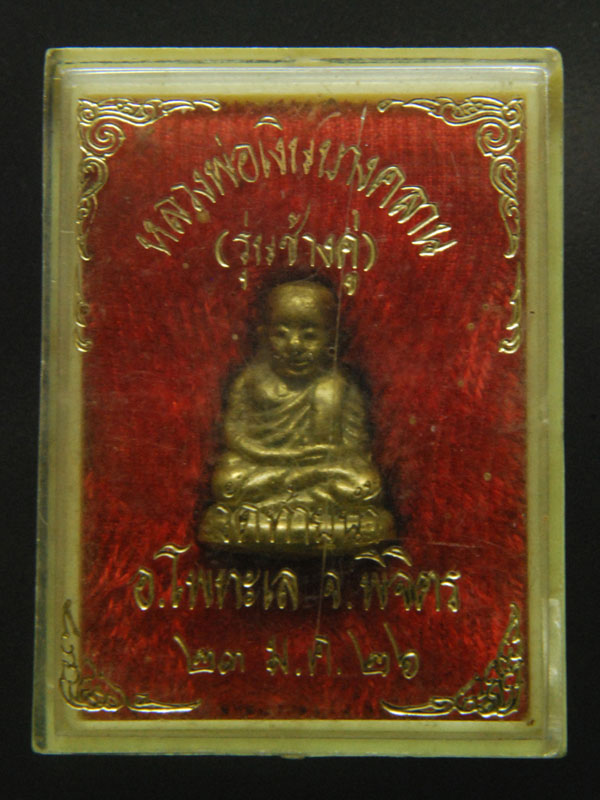 หลวงพ่อเงินบางคลาน
(รุ่นช้างคู่)
อ.โพทะเล จ.พิจิตร
๒๓ ม.ค. ๒๖